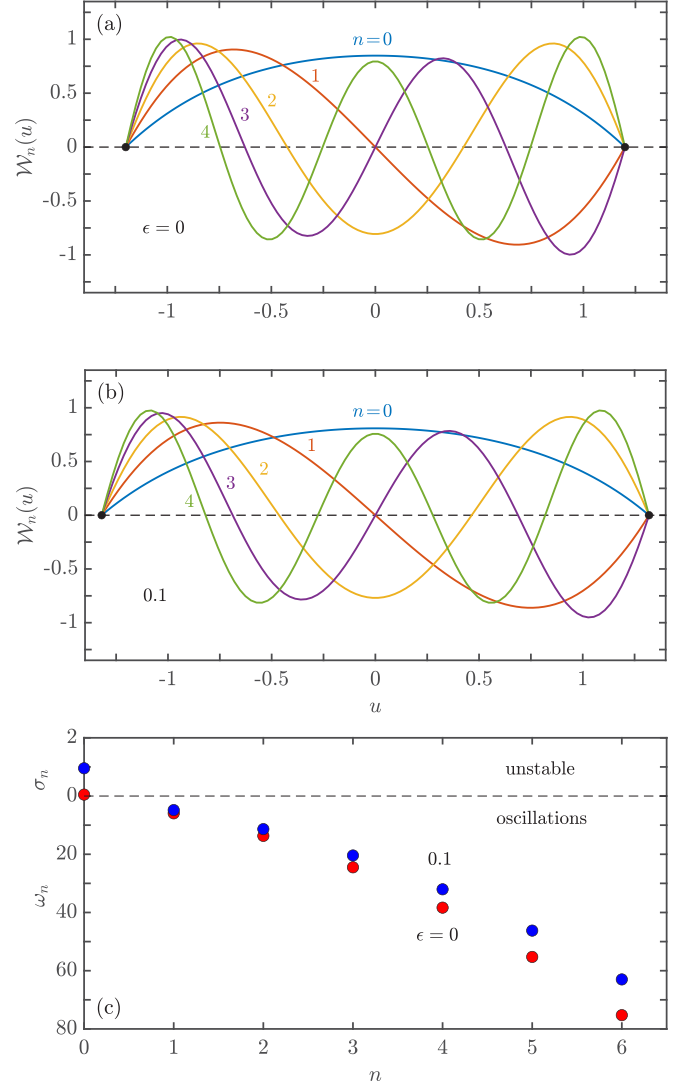 (a)
n=0
1
2
3
4
1
0.5
0
-0.5
-1
𝒲ₙ(u)
ϵ = 0
-1 -0.5 0 0.5 1
(b)
n=0
1
2
3
4
1
0.5
0
-0.5
-1
𝒲ₙ(u)
0.1
-1 -0.5 0 0.5 1
u
2
0
20
40
60
80
σₙ
ωₙ
unstable
oscillations
0.1
ϵ = 0
(c)
0 1 2 3 4 5 6
n